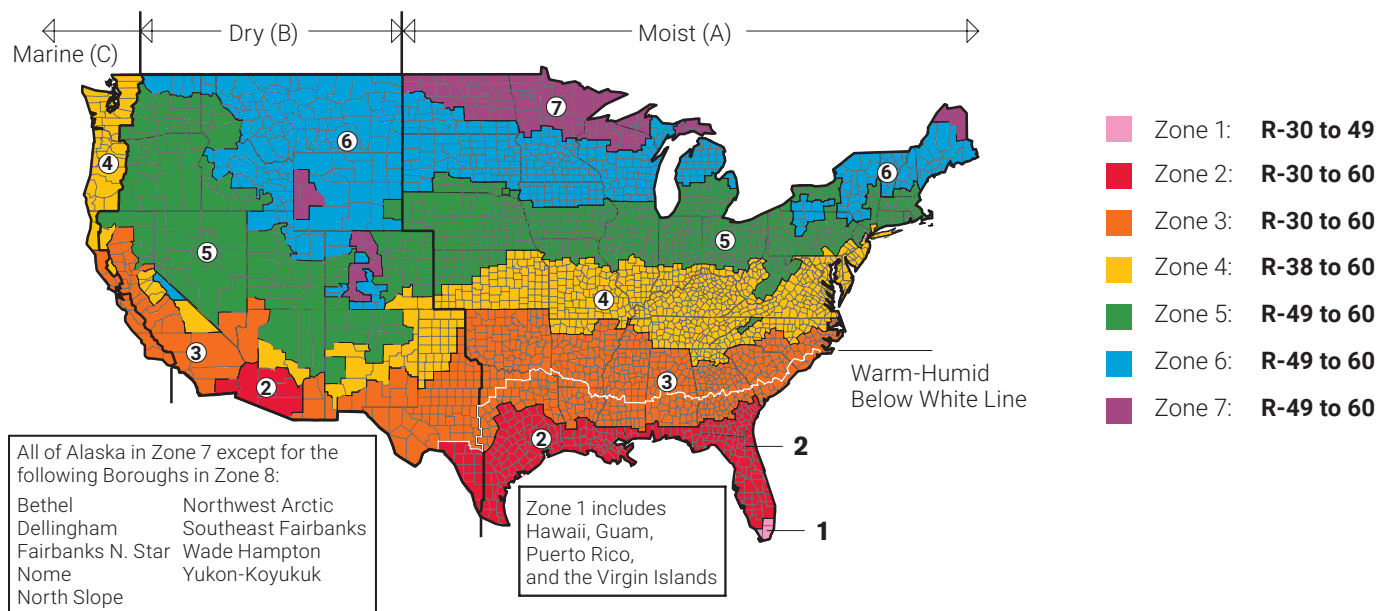 Marine (C)
Dry (B)
Moist (A)
7
6
4
6
5
5
4
3
3
2
2
Warm-Humid
Below White Line
2
1
All of Alaska in Zone 7 except for the
following Boroughs in Zone 8:
Bethel
Dellingham
Fairbanks N. Star
Nome
North Slope
Northwest Arctic
Southeast Fairbanks
Wade Hampton
Yukon-Koyukuk
Zone 1 includes
Hawaii, Guam,
Puerto Rico,
and the Virgin Islands
Zone 1: R-30 to 49
Zone 2: R-30 to 60
Zone 3: R-30 to 60
Zone 4: R-38 to 60
Zone 5: R-49 to 60
Zone 6: R-49 to 60
Zone 7: R-49 to 60